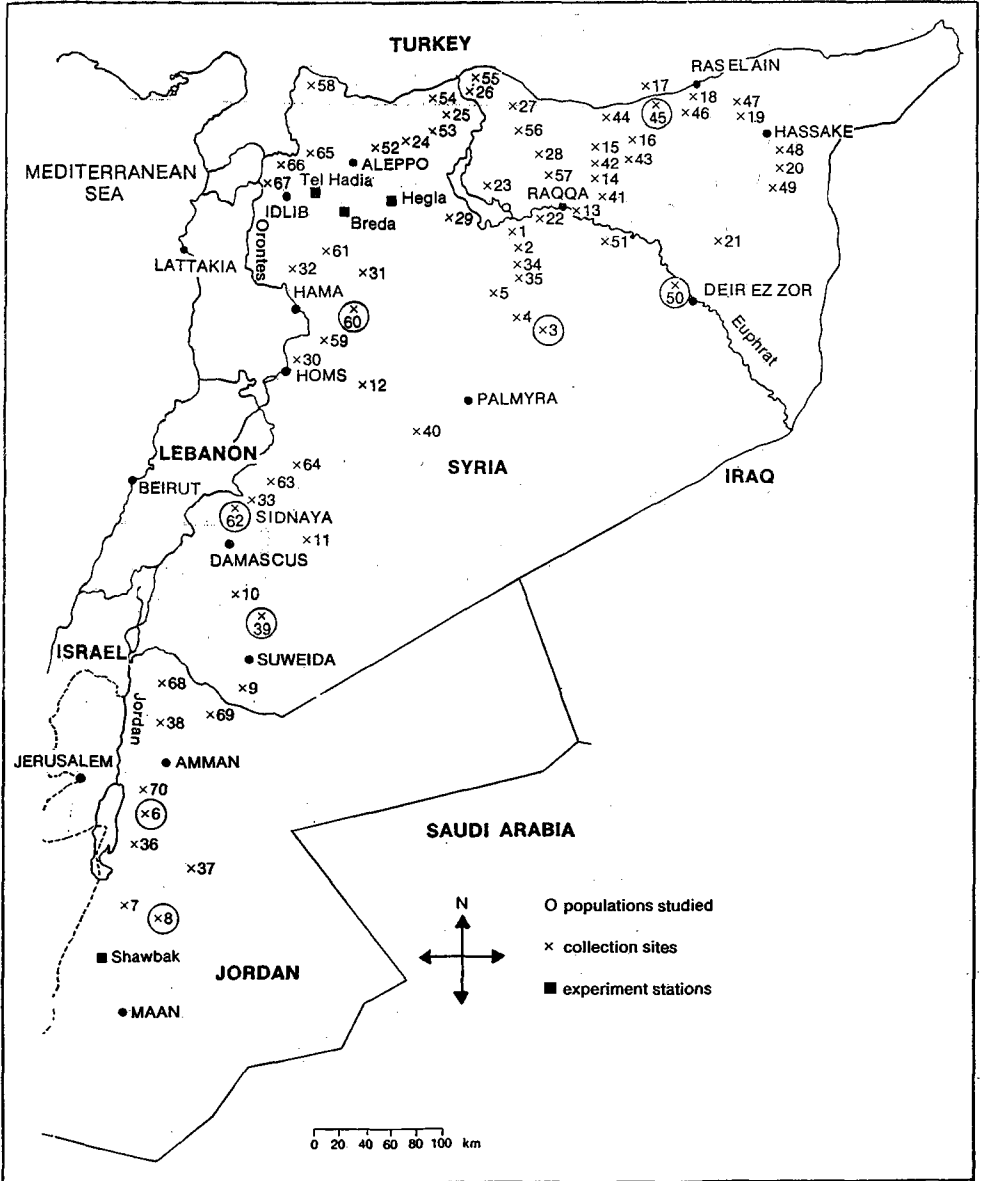 TURKEY
RAS EL AIN
×58
×55
×26
×54
×25
×27
×17
×18
×47
45
×46
×19
×44
×53
×56
HASSAKE
×24
×52
×16
×15
×48
×28
×43
×42
×65
ALEPPO
×66
×20
MEDITERRANEAN
SEA
×57
×14
Tel Hadia
×67
×23
×49
RAQQA
Hegla
×41
IDLIB
×13
Breda
×29
×22
Orontes
×1
×51
×21
×2
×61
LATTAKIA
×34
×32
×31
×35
HAMA
×5
50
DEIR EZ ZOR
60
×4
×3
Euphrat
×59
×30
HOMS
×12
PALMYRA
×40
LEBANON
×64
SYRIA
IRAQ
×63
BEIRUT
×33
62
SIDNAYA
×11
DAMASCUS
×10
39
ISRAEL
SUWEIDA
×68
×9
Jordan
×69
×38
JERUSALEM
AMMAN
×70
×6
SAUDI ARABIA
×36
×37
N
×7
O populations studied
×8
× collection sites
Shawbak
JORDAN
■ experiment stations
MAAN
0 20 40 60 80 100 km